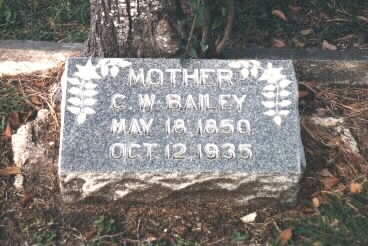 MOTHER
C. W. BAILEY
MAY 18, 1850
OCT. 12, 1935